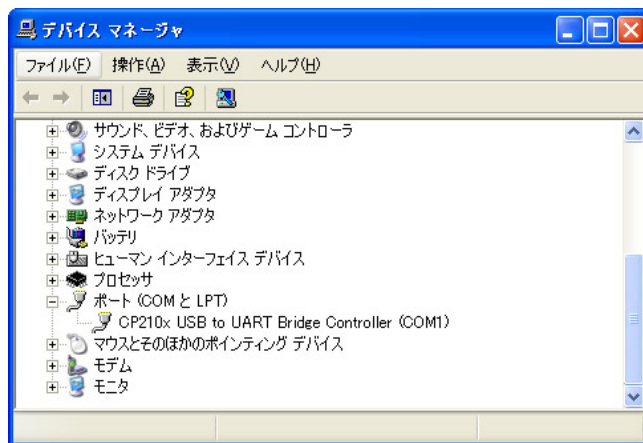 デバイス マネージャ
ファイル(F) 操作(A) 表示(V) ヘルプ(H)
サウンド、ビデオ、およびゲーム コントローラ
システム デバイス
ディスク ドライブ
ディスプレイ アダプタ
ネットワーク アダプタ
バッテリ
ヒューマン インターフェイス デバイス
プロセッサ
ポート (COM と LPT)
CP210x USB to UART Bridge Controller (COM1)
マウスとそのほかのポインティング デバイス
モデム
モニタ